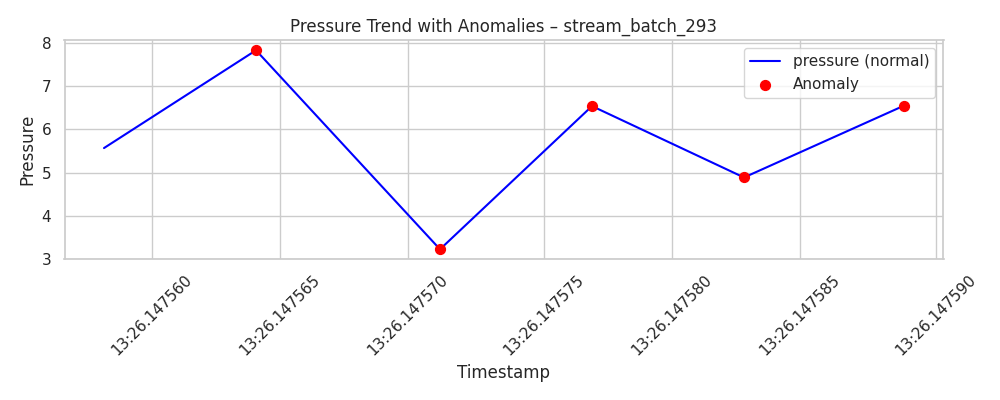 Pressure Trend with Anomalies – stream_batch_293
pressure (normal)
Anomaly
Pressure
8
7
6
5
4
3
13:26.147560
13:26.147565
13:26.147570
13:26.147575
13:26.147580
13:26.147585
13:26.147590
Timestamp